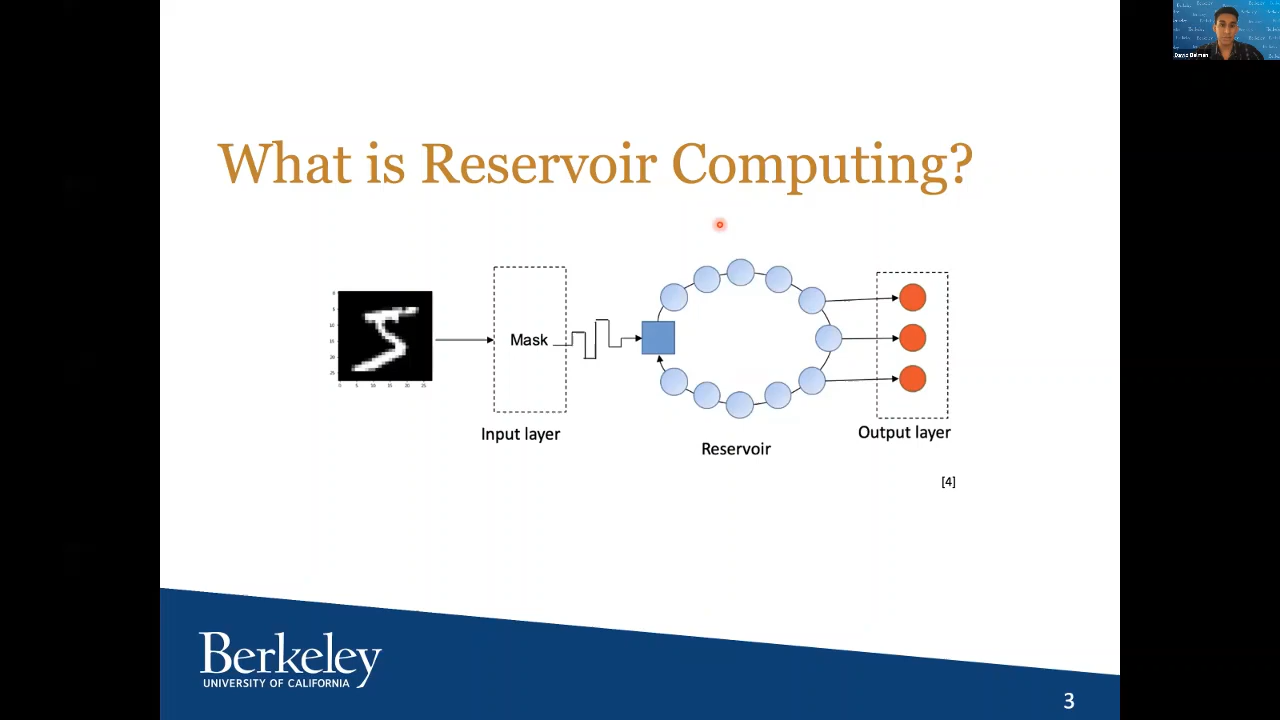 What is Reservoir Computing?
Mask
Input layer
Reservoir
Output layer
[4]
Berkeley
UNIVERSITY OF CALIFORNIA
3